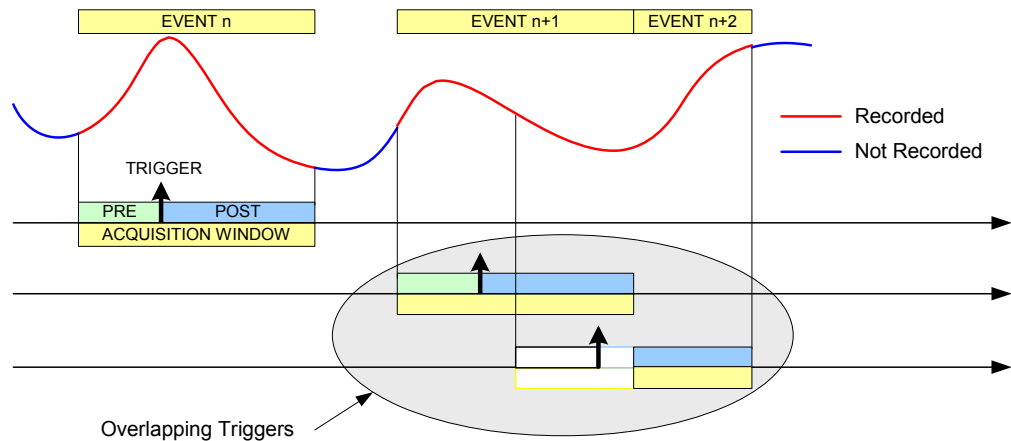 EVENT n
EVENT n+1
EVENT n+2
Recorded
Not Recorded
TRIGGER
PRE
POST
ACQUISITION WINDOW
Overlapping Triggers